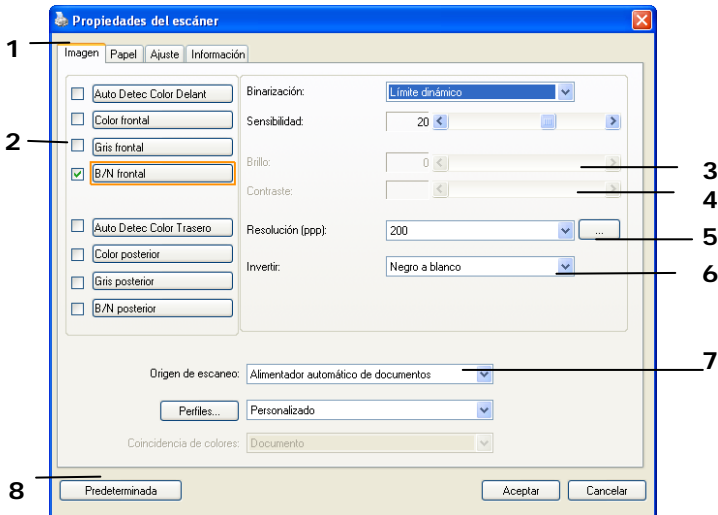 Propiedades del escáner
1
Imagen Papel Ajuste Información
Auto Detec Color Delant
Color frontal
2
Gris frontal
B/N frontal
Auto Detec Color Trasero
Color posterior
Gris posterior
B/N posterior
Binarización: Límite dinámico
Sensibilidad: 20
Brillo: 0
3
Contraste:
4
Resolución (ppp): 200 ...
5
Invertir: Negro a blanco
6
Origen de escaneo: Alimentador automático de documentos
7
Perfiles... Personalizado
Coincidencia de colores: Documento
8
Predeterminada Aceptar Cancelar